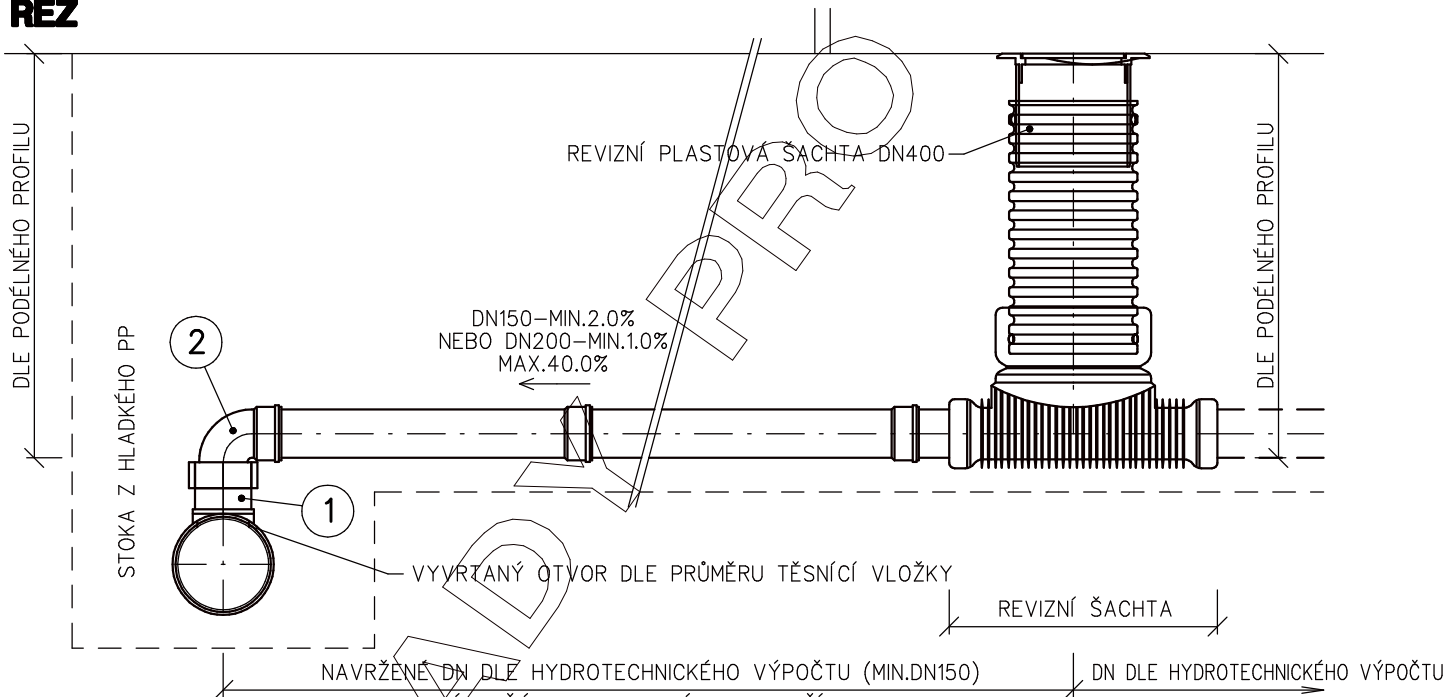 ŘEZ
DLE PODÉLNÉHO PROFILU
STOKA Z HLADKÉHO PP
2
1
DN150-MIN.2.0%
NEBO DN200-MIN.1.0%
MAX.40.0%
REVIZNÍ PLASTOVÁ ŠACHTA DN400
DLE PODÉLNÉHO PROFILU
VYVRTANÝ OTVOR DLE PRŮMĚRU TĚSNÍCÍ VLOŽKY
REVIZNÍ ŠACHTA
NAVRŽENÉ DN DLE HYDROTECHNICKÉHO VÝPOČTU (MIN.DN150)
DN DLE HYDROTECHNICKÉHO VÝPOČTU
PRO